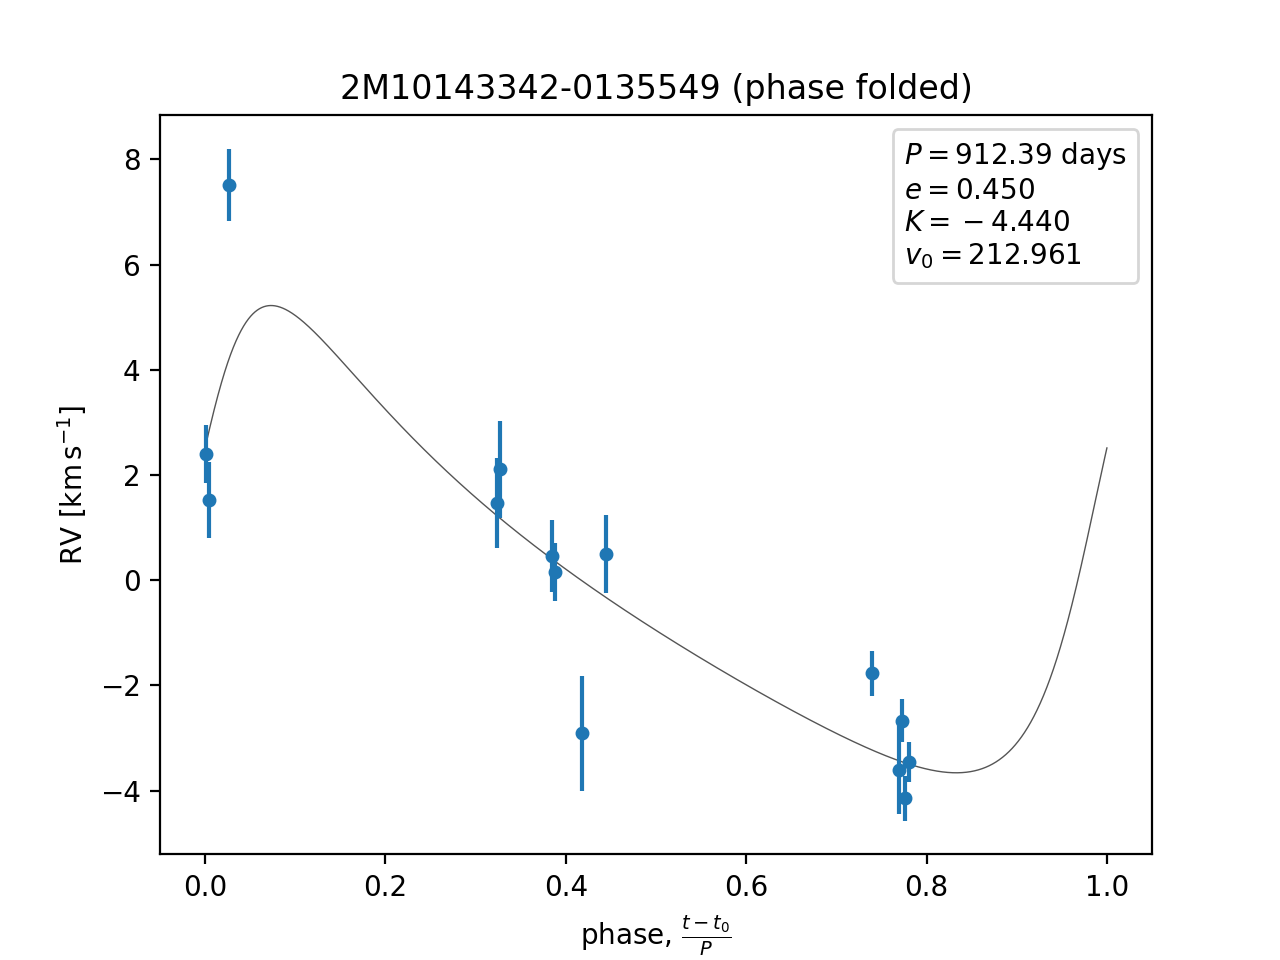 2M10143342-0135549 (phase folded)
P = 912.39 days
e = 0.450
K = −4.440
v₀ = 212.961
8
6
4
2
0
−2
−4
RV [km s⁻¹]
0.0 0.2 0.4 0.6 0.8 1.0
phase, (t − t₀)/P